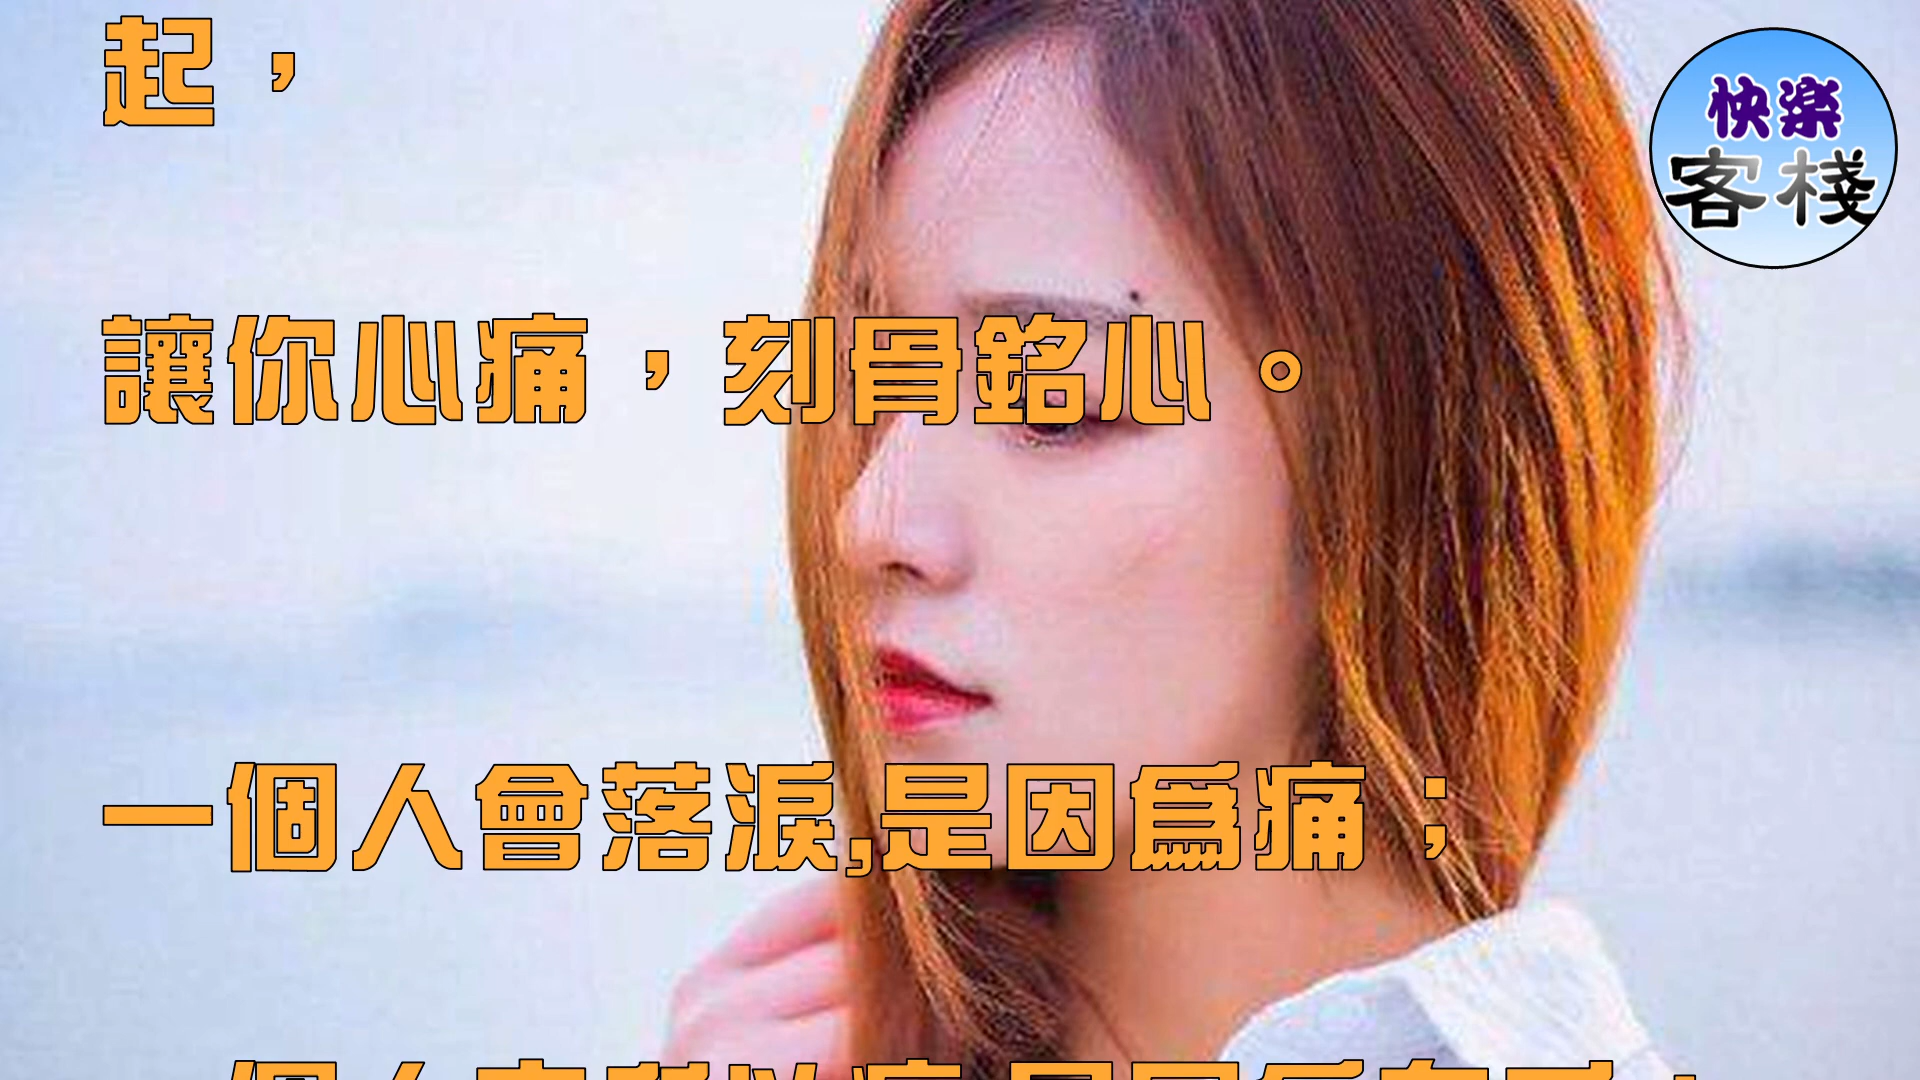 起，
快楽
客棧
讓你心痛，刻骨銘心。
一個人會落淚,是因爲痛；